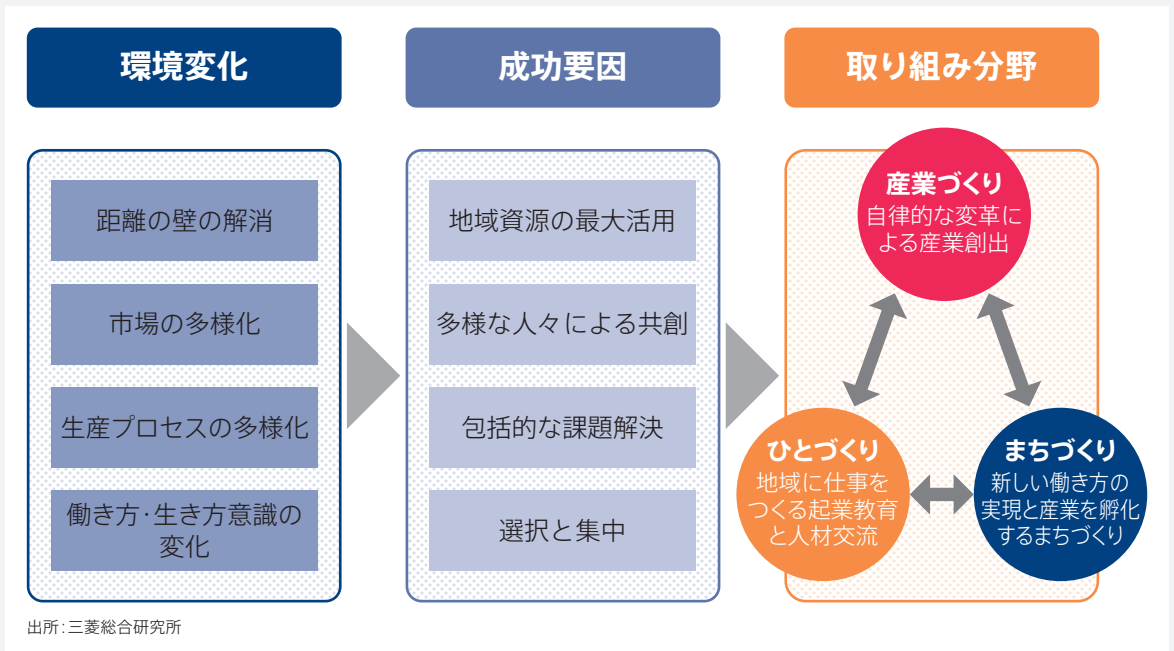 環境変化
成功要因
取り組み分野
距離の壁の解消
市場の多様化
生産プロセスの多様化
働き方・生き方意識の
変化
地域資源の最大活用
多様な人々による共創
包括的な課題解決
選択と集中
産業づくり
自律的な変革に
よる産業創出
ひとづくり
地域に仕事を
つくる起業教育
と人材交流
まちづくり
新しい働き方の
実現と産業を孵化
するまちづくり
出所：三菱総合研究所